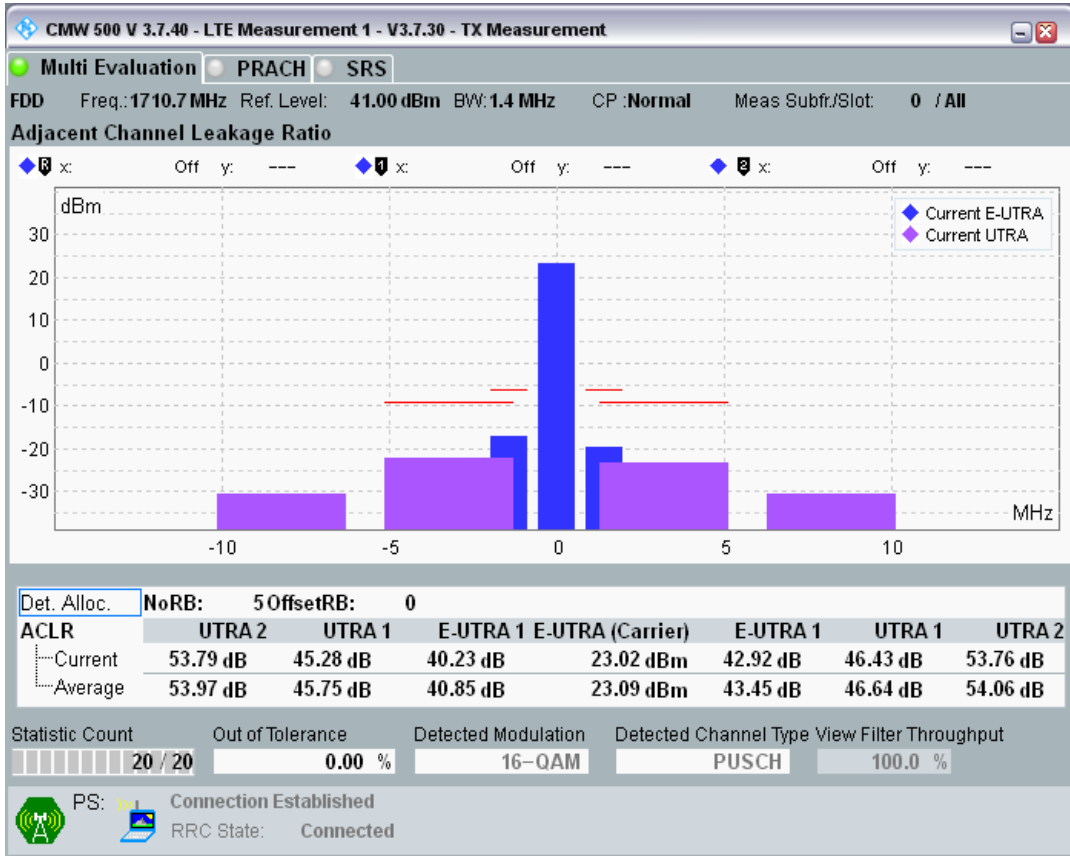 CMW 500 V 3.7.40 - LTE Measurement 1 - V3.7.30 - TX Measurement
Multi Evaluation PRACH SRS
FDD Freq.:1710.7 MHz Ref. Level: 41.00 dBm BW:1.4 MHz CP :Normal Meas Subfr./Slot: 0 / All
Adjacent Channel Leakage Ratio
R x: Off y: --- 1 x: Off y: --- 2 x: Off y: ---
dBm
Current E-UTRA
Current UTRA
30
20
10
0
-10
-20
-30
MHz
-10 -5 0 5 10
Det. Alloc. NoRB: 5 OffsetRB: 0
ACLR UTRA 2 UTRA 1 E-UTRA 1 E-UTRA (Carrier) E-UTRA 1 UTRA 1 UTRA 2
Current 53.79 dB 45.28 dB 40.23 dB 23.02 dBm 42.92 dB 46.43 dB 53.76 dB
Average 53.97 dB 45.75 dB 40.85 dB 23.09 dBm 43.45 dB 46.64 dB 54.06 dB
Statistic Count Out of Tolerance Detected Modulation Detected Channel Type View Filter Throughput
20 / 20 0.00 % 16-QAM PUSCH 100.0 %
PS: Connection Established
RRC State: Connected